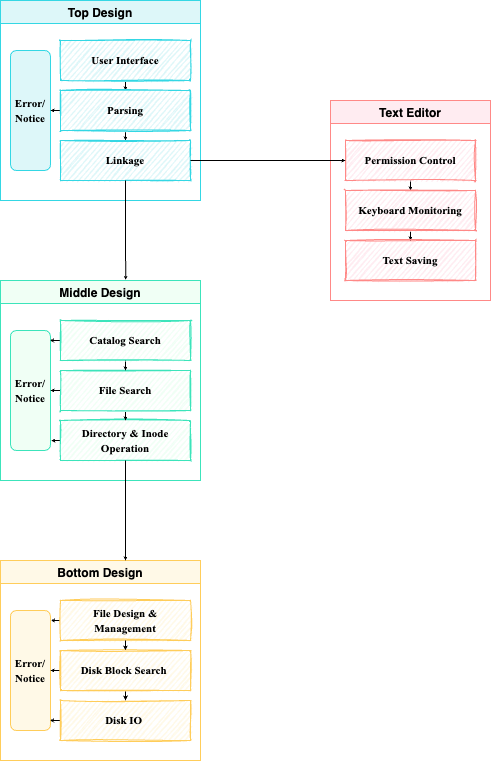 Top Design
User Interface
Error/
Notice
Parsing
Linkage
Text Editor
Permission Control
Keyboard Monitoring
Text Saving
Middle Design
Catalog Search
Error/
Notice
File Search
Directory & Inode
Operation
Bottom Design
File Design &
Management
Error/
Notice
Disk Block Search
Disk IO